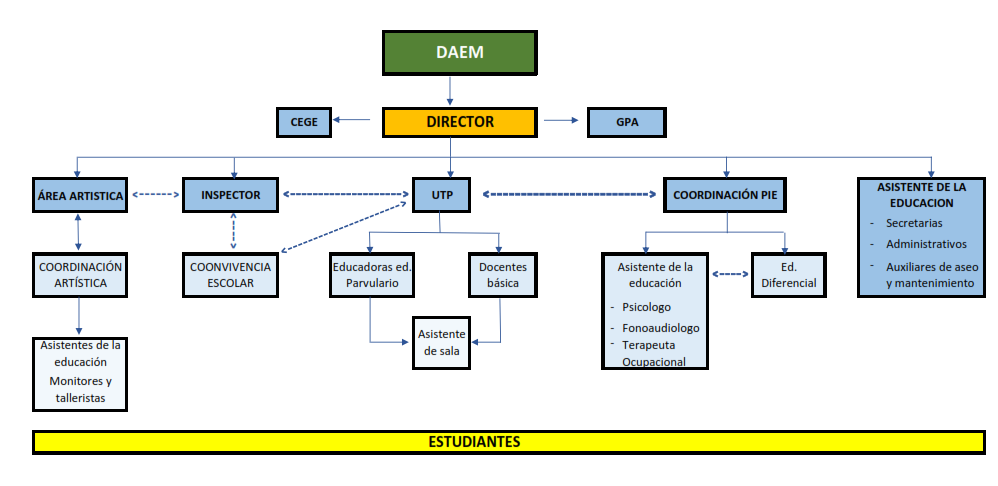 DAEM
CEGE
DIRECTOR
GPA
ÁREA ARTISTICA
INSPECTOR
UTP
COORDINACIÓN PIE
ASISTENTE DE LA
EDUCACION
- Secretarias
- Administrativos
- Auxiliares de aseo
y mantenimiento
COORDINACIÓN
ARTÍSTICA
COONVIVENCIA
ESCOLAR
Educadoras ed.
Parvulario
Docentes
básica
Asistente de la
educación
- Psicologo
- Fonoaudiologo
- Terapeuta
Ocupacional
Ed.
Diferencial
Asistente
de sala
Asistentes de la
educación
Monitores y
talleristas
ESTUDIANTES